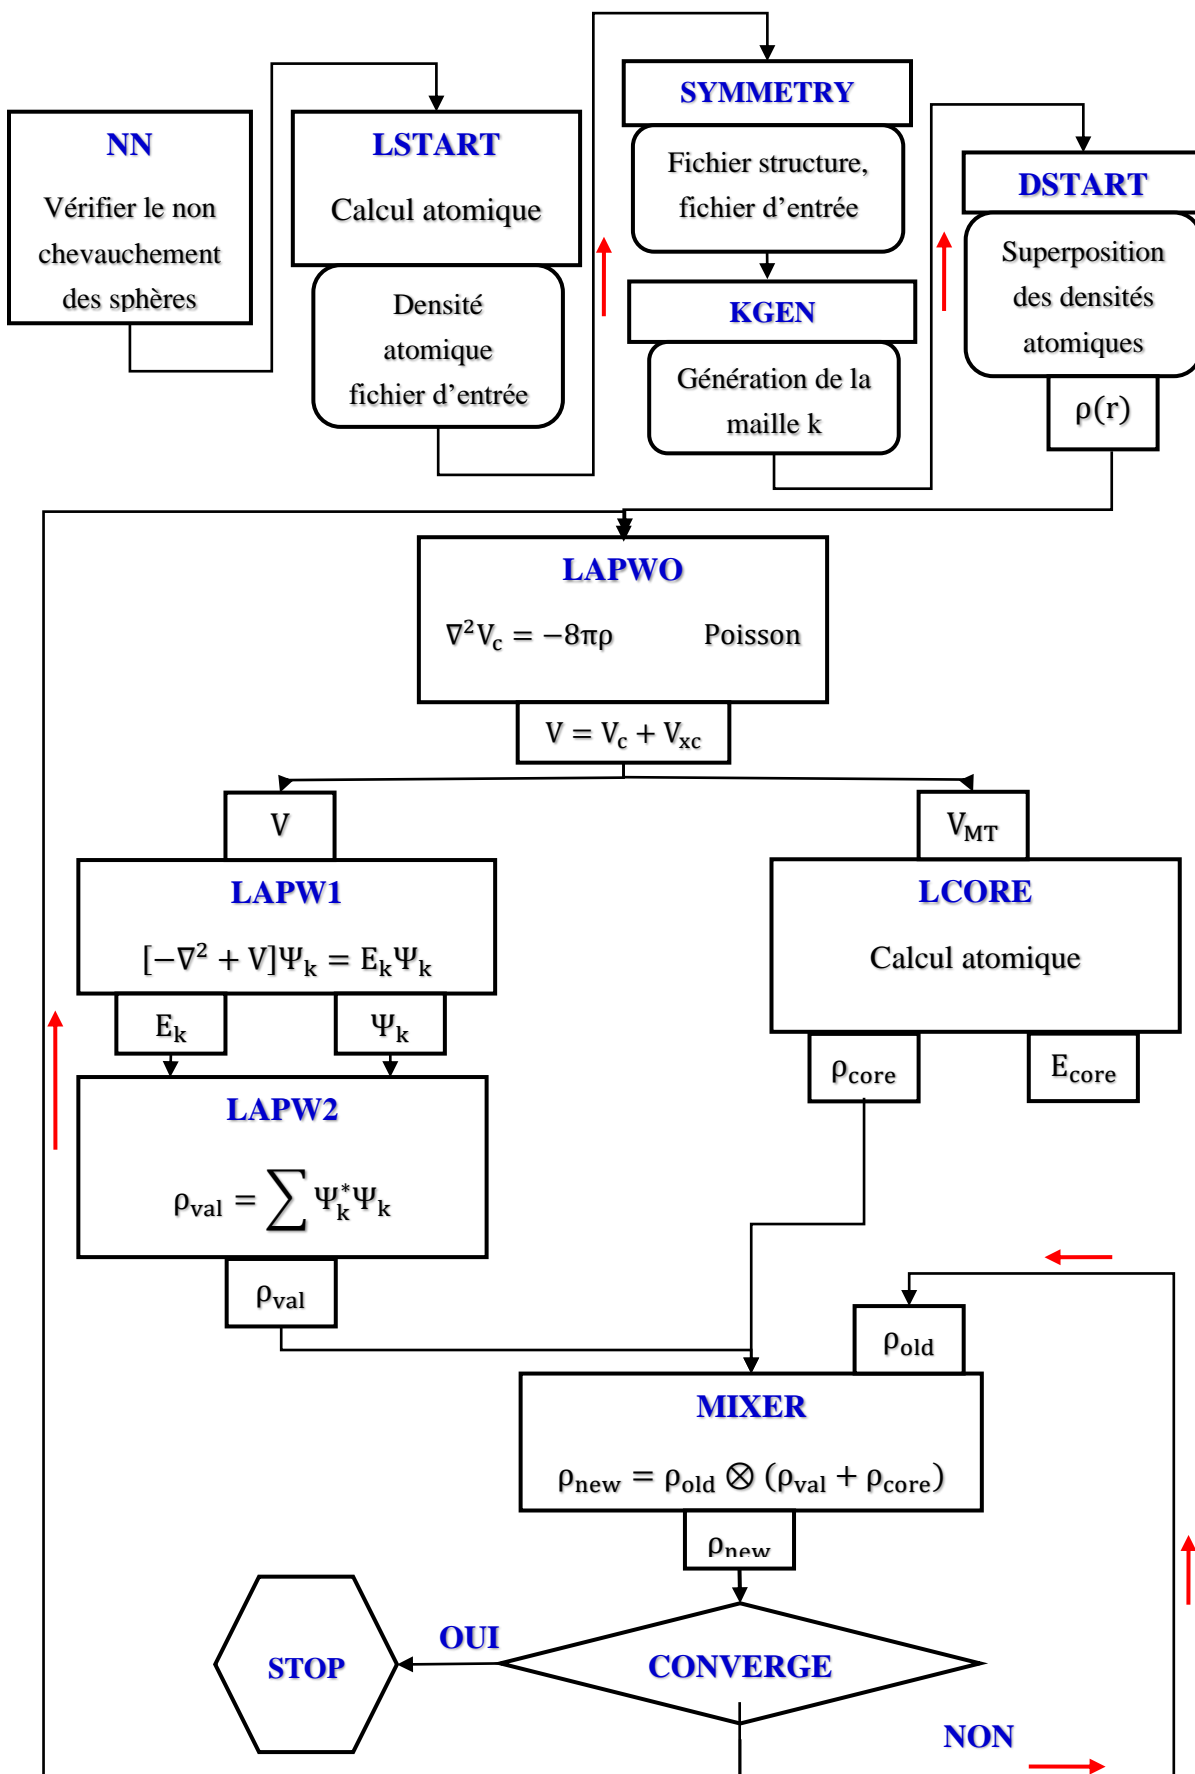 NN
Vérifier le non
chevauchement
des sphères
LSTART
Calcul atomique
Densité
atomique
fichier d’entrée
SYMMETRY
Fichier structure,
fichier d’entrée
KGEN
Génération de la
maille k
DSTART
Superposition
des densités
atomiques
ρ(r)
LAPWO
∇²V_c = −8πρ Poisson
V = V_c + V_xc
V
LAPW1
[−∇² + V]Ψ_k = E_kΨ_k
E_k
Ψ_k
LAPW2
ρ_val = ∑ Ψ_k^*Ψ_k
ρ_val
V_MT
LCORE
Calcul atomique
ρ_core
E_core
ρ_old
MIXER
ρ_new = ρ_old ⊗ (ρ_val + ρ_core)
ρ_new
CONVERGE
OUI
STOP
NON